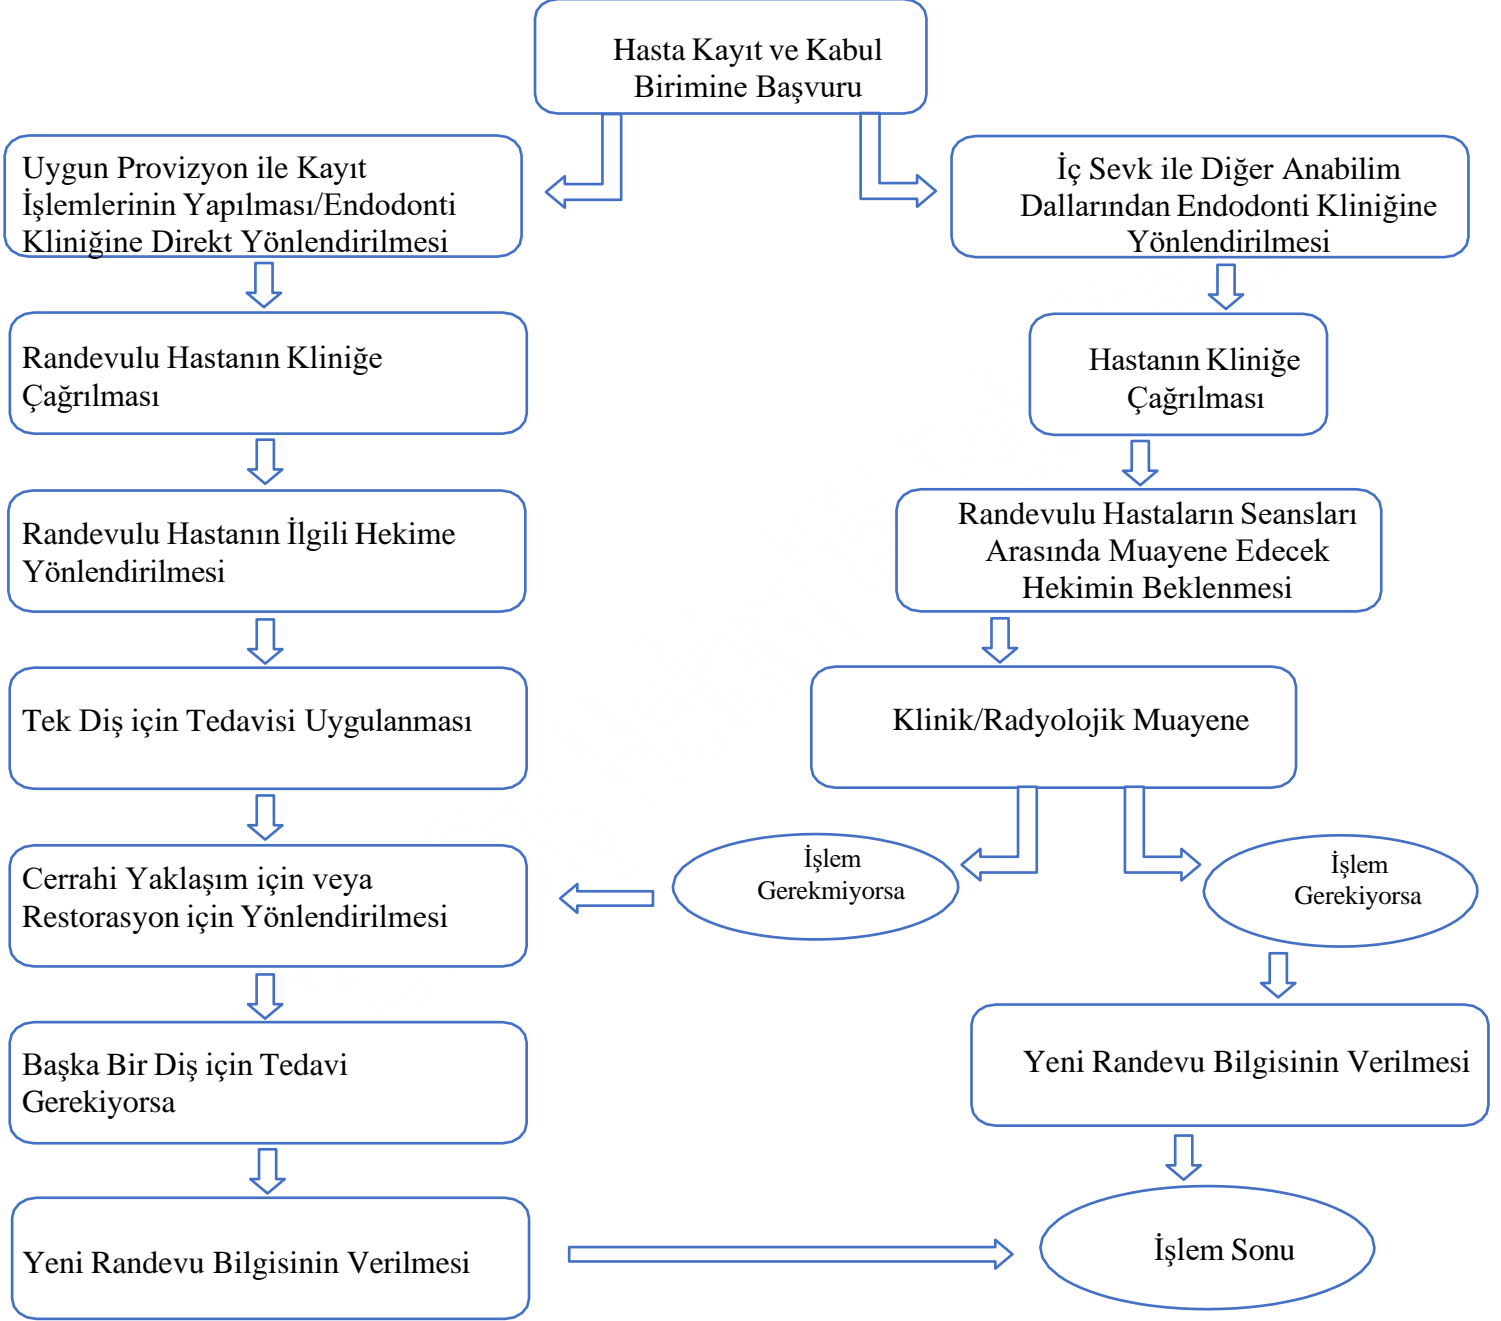 Hasta Kayıt ve Kabul
Birimine Başvuru
Uygun Provizyon ile Kayıt
İşlemlerinin Yapılması/Endodonti
Kliniğine Direkt Yönlendirilmesi
İç Sevk ile Diğer Anabilim
Dallarından Endodonti Kliniğine
Yönlendirilmesi
Randevulu Hastanın Kliniğe
Çağrılması
Hastanın Kliniğe
Çağrılması
Randevulu Hastanın İlgili Hekime
Yönlendirilmesi
Randevulu Hastaların Seansları
Arasında Muayene Edecek
Hekimin Beklenmesi
Tek Diş için Tedavisi Uygulanması
Klinik/Radyolojik Muayene
Cerrahi Yaklaşım için veya
Restorasyon için Yönlendirilmesi
İşlem
Gerekmiyorsa
İşlem
Gerekiyorsa
Başka Bir Diş için Tedavi
Gerekiyorsa
Yeni Randevu Bilgisinin Verilmesi
Yeni Randevu Bilgisinin Verilmesi
İşlem Sonu